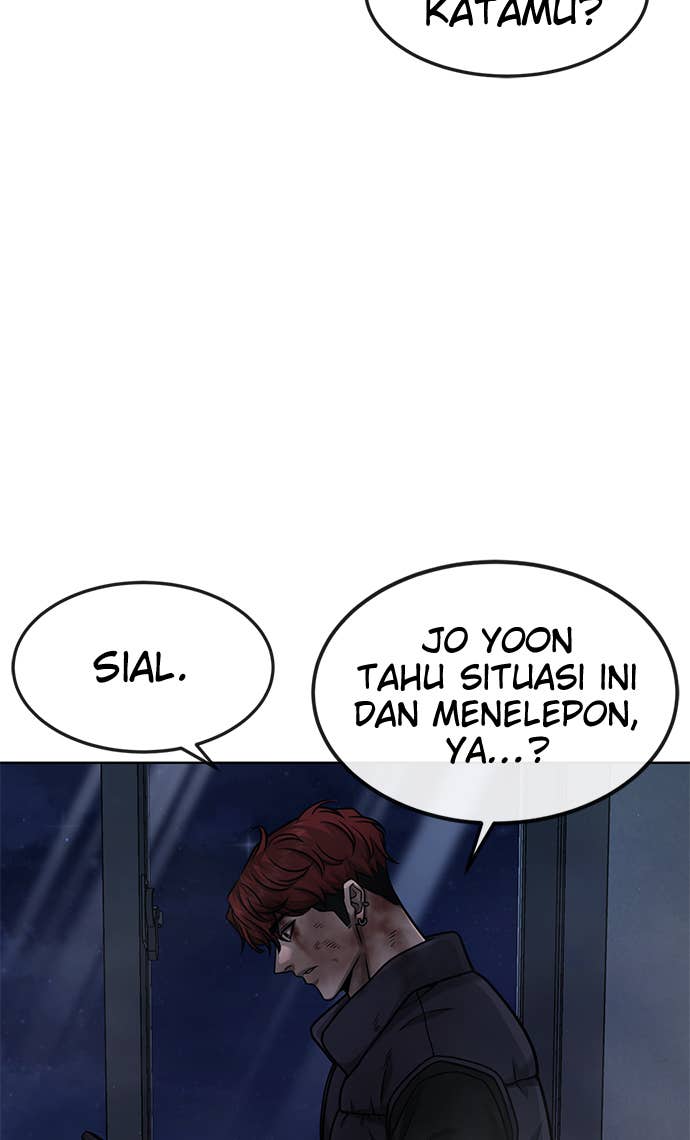 KATAMU?
SIAL.
JO YOON
TAHU SITUASI INI
DAN MENELEPON,
YA...?